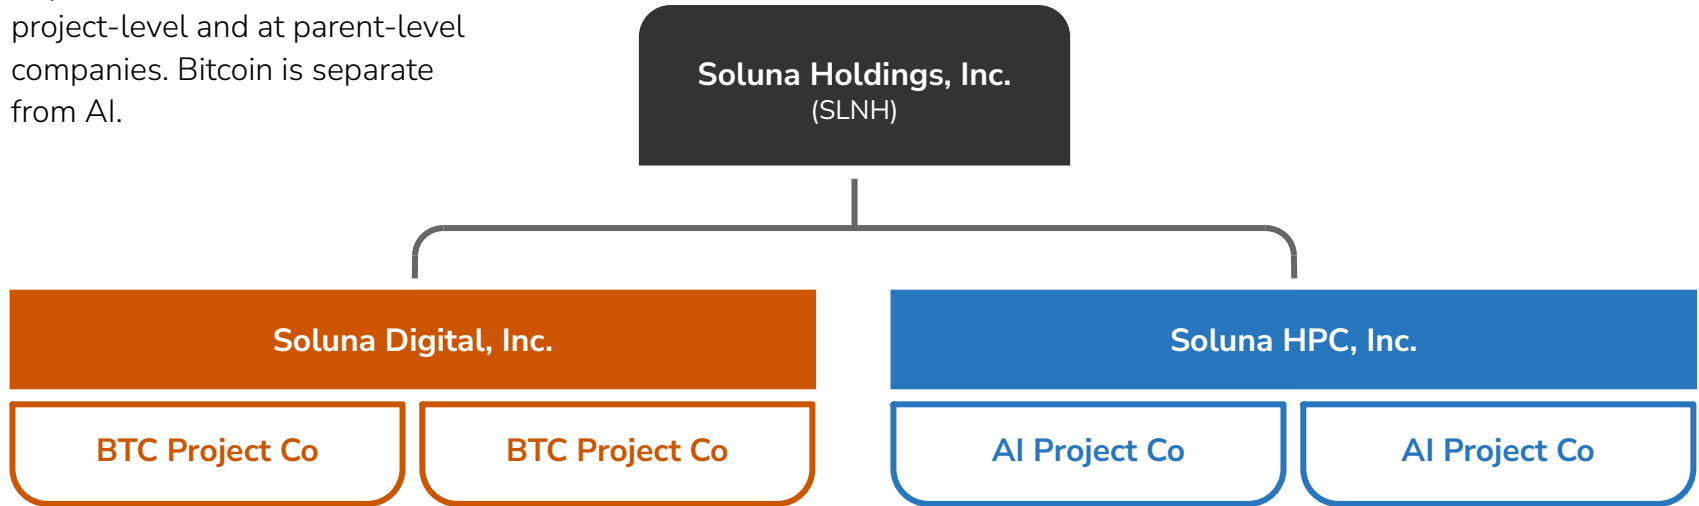 project-level and at parent-level
companies. Bitcoin is separate
from AI.
Soluna Holdings, Inc.
(SLNH)
Soluna Digital, Inc.
Soluna HPC, Inc.
BTC Project Co
BTC Project Co
AI Project Co
AI Project Co